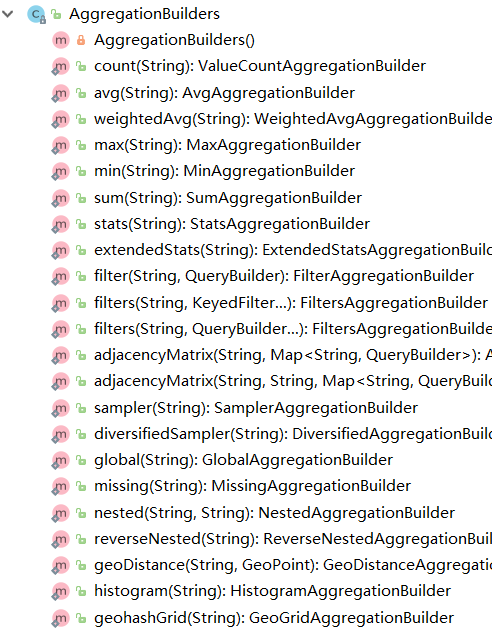 AggregationBuilders
AggregationBuilders()
count(String): ValueCountAggregationBuilder
avg(String): AvgAggregationBuilder
weightedAvg(String): WeightedAvgAggregationBuilde
max(String): MaxAggregationBuilder
min(String): MinAggregationBuilder
sum(String): SumAggregationBuilder
stats(String): StatsAggregationBuilder
extendedStats(String): ExtendedStatsAggregationBuilc
filter(String, QueryBuilder): FilterAggregationBuilder
filters(String, KeyedFilter...): FiltersAggregationBuilder
filters(String, QueryBuilder...): FiltersAggregationBuilde
adjacencyMatrix(String, Map<String, QueryBuilder>): A
adjacencyMatrix(String, String, Map<String, QueryBuil
sampler(String): SamplerAggregationBuilder
diversifiedSampler(String): DiversifiedAggregationBuild
global(String): GlobalAggregationBuilder
missing(String): MissingAggregationBuilder
nested(String, String): NestedAggregationBuilder
reverseNested(String): ReverseNestedAggregationBuil
geoDistance(String, GeoPoint): GeoDistanceAggregatio
histogram(String): HistogramAggregationBuilder
geohashGrid(String): GeoGridAggregationBuilder